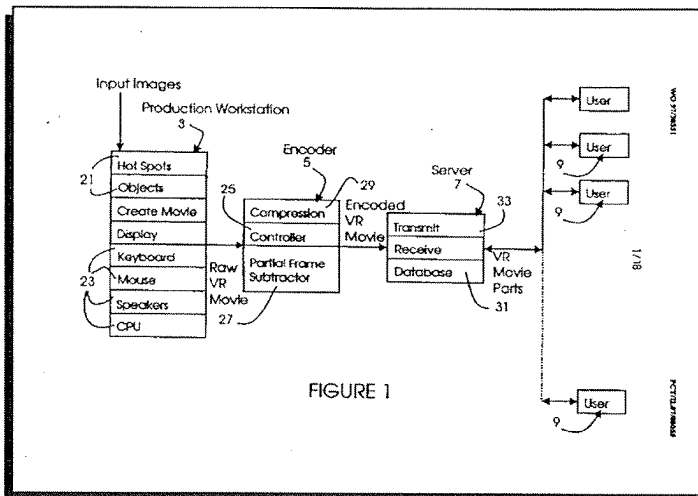 Input Images
Production Workstation
3
Hot Spots
21
Objects
Create Movie
Display
Keyboard
23
Mouse
Speakers
CPU
Raw
VR
Movie
Encoder
5
25
29
Compression
Controller
Partial Frame
Subtractor
27
Encoded
VR
Movie
Server
7
33
Transmit
Receive
Database
31
VR
Movie
Parts
User
User
9
User
9
User
9
FIGURE 1
1/18